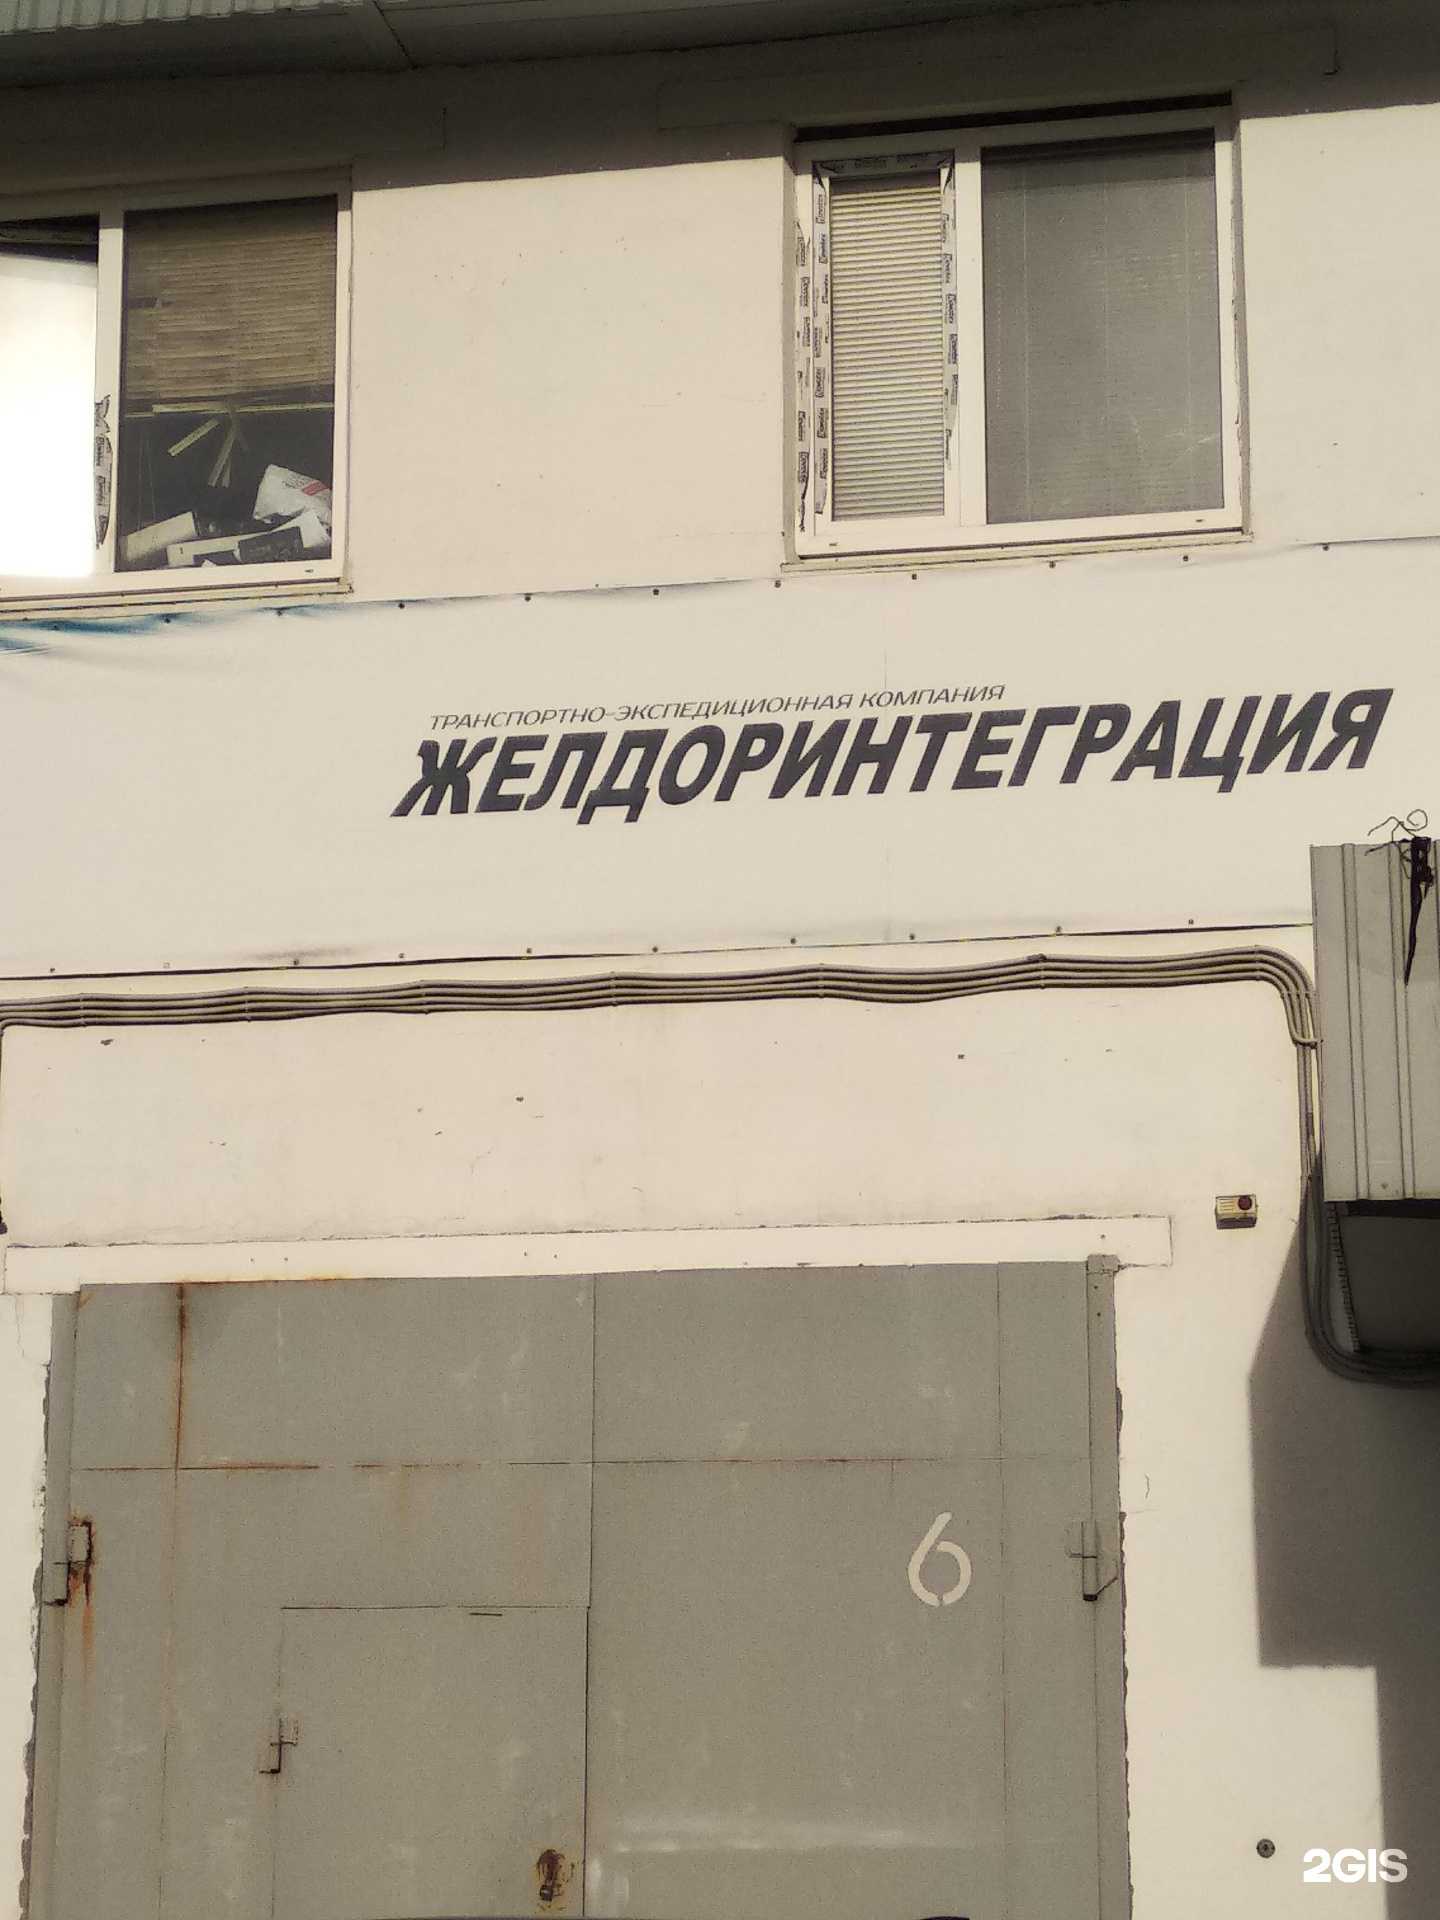 ТРАНСПОРТНО-ЭКСПЕДИЦИОННАЯ КОМПАНИЯ
ЖЕЛДОРИНТЕГРАЦИЯ
6
2GIS